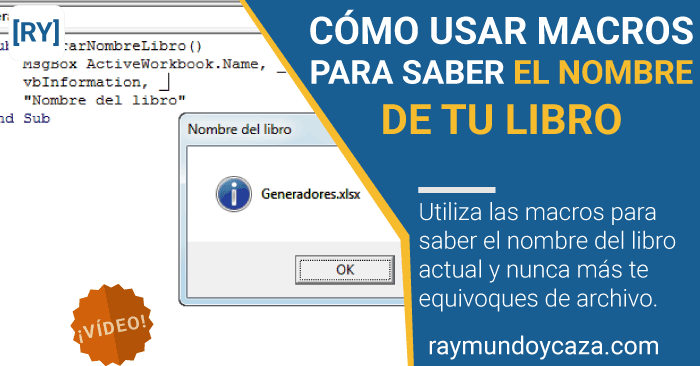 [RY]
arNombreLibro()
MsgBox ActiveWorkbook.Name, _
vbInformation, _
"Nombre del libro"
nd Sub
Nombre del libro
Generadores.xlsx
OK
¡VÍDEO!
CÓMO USAR MACROS
PARA SABER EL NOMBRE
DE TU LIBRO
Utiliza las macros para
saber el nombre del libro
actual y nunca más te
equivoques de archivo.
raymundoycaza.com